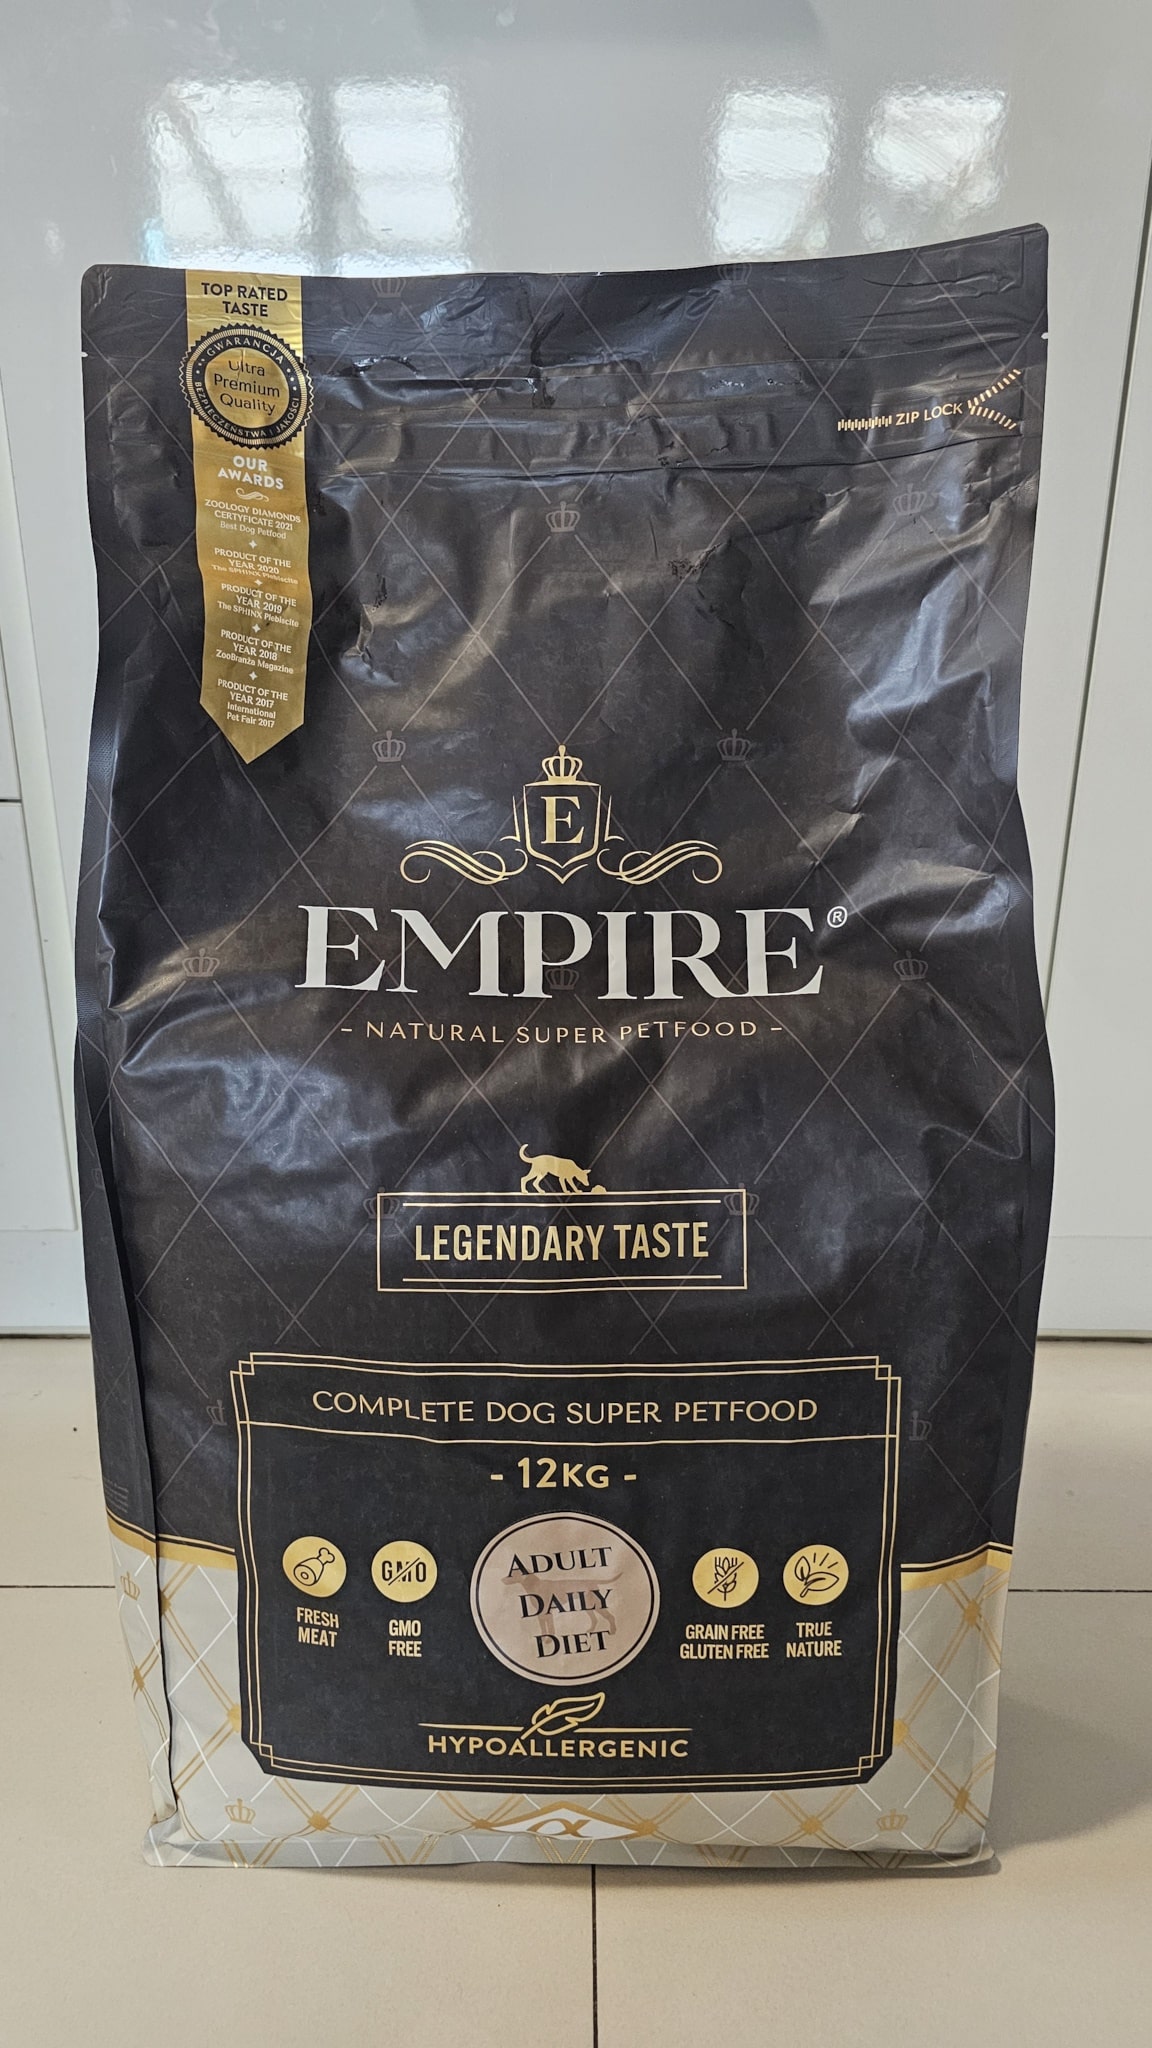 TOP RATED
TASTE
GWARANCJA
Ultra
Premium
Quality
BEZPIECZEŃSTWA I JAKOŚCI
OUR
AWARDS
ZOOLOGY DIAMONDS
CERTYFICATE 2021
Best Dog Petfood
PRODUCT OF THE
YEAR 2020
The SPHINX Plebiscite
PRODUCT OF THE
YEAR 2019
The SPHINX Plebiscite
PRODUCT OF THE
YEAR 2018
ZooBranża Magazine
PRODUCT OF THE
YEAR 2017
International
Pet Fair 2017
ZIP LOCK
E
EMPIRE®
- NATURAL SUPER PETFOOD -
LEGENDARY TASTE
COMPLETE DOG SUPER PETFOOD
- 12KG -
FRESH
MEAT
GMO
GMO
FREE
ADULT
DAILY
DIET
GRAIN FREE
GLUTEN FREE
TRUE
NATURE
HYPOALLERGENIC